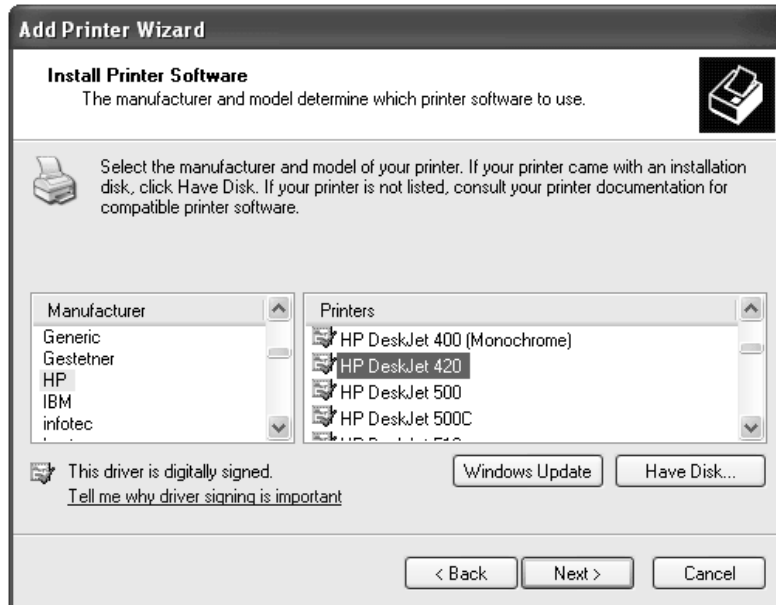 Add Printer Wizard
Install Printer Software
The manufacturer and model determine which printer software to use.
Select the manufacturer and model of your printer. If your printer came with an installation
disk, click Have Disk. If your printer is not listed, consult your printer documentation for
compatible printer software.
Manufacturer
Generic
Gestetner
HP
IBM
infotec
Printers
HP DeskJet 400 (Monochrome)
HP DeskJet 420
HP DeskJet 500
HP DeskJet 500C
This driver is digitally signed.
Tell me why driver signing is important
Windows Update
Have Disk...
< Back
Next >
Cancel